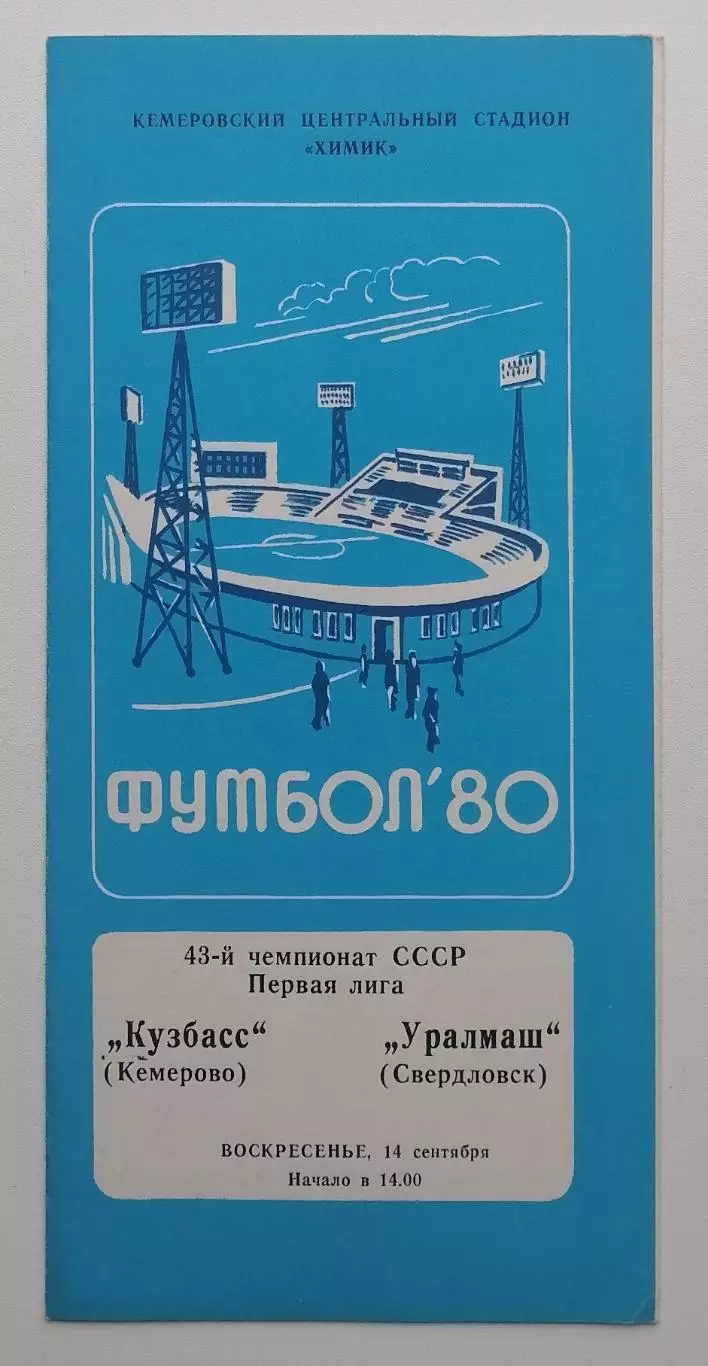 КЕМЕРОВСКИЙ ЦЕНТРАЛЬНЫЙ СТАДИОН
«ХИМИК»
ФУТБОЛ'80
43-й чемпионат СССР
Первая лига
„Кузбасс“ „Уралмаш“
(Кемерово) (Свердловск)
ВОСКРЕСЕНЬЕ, 14 сентября
Начало в 14.00